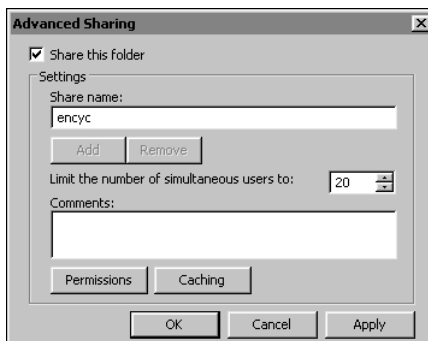 Advanced Sharing
Share this folder
Settings
Share name:
encyc
Add Remove
Limit the number of simultaneous users to: 20
Comments:
Permissions Caching
OK Cancel Apply